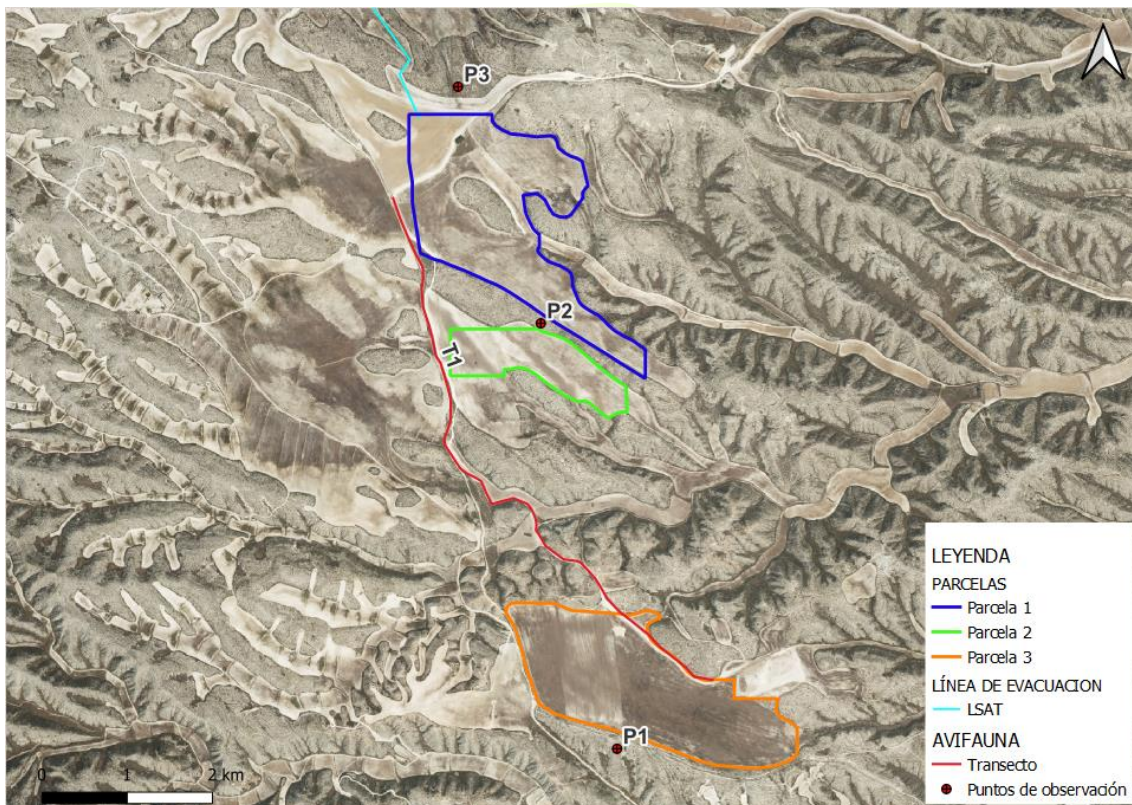 P3
P2
T1
P1
0 1 2 km
LEYENDA
PARCELAS
Parcela 1
Parcela 2
Parcela 3
LÍNEA DE EVACUACION
LSAT
AVIFAUNA
Transecto
Puntos de observación